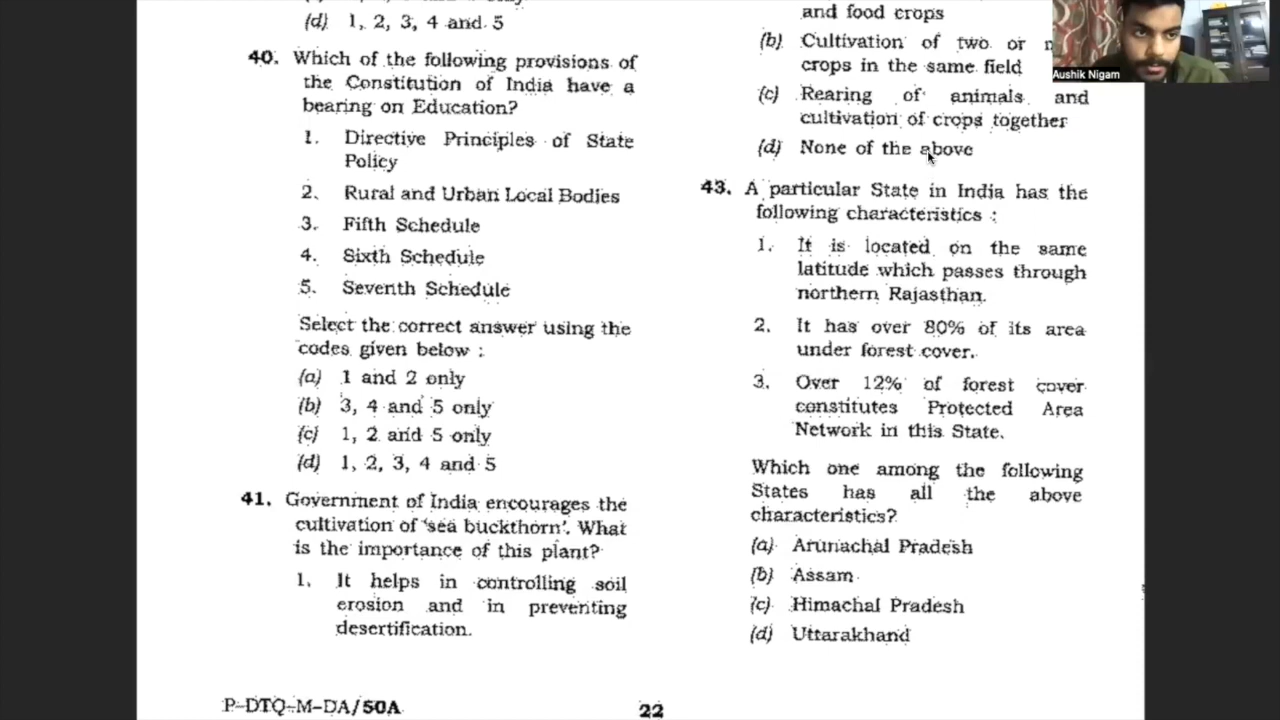 (d) 1, 2, 3, 4 and 5
40. Which of the following provisions of
the Constitution of India have a
bearing on Education?
1. Directive Principles of State
Policy
2. Rural and Urban Local Bodies
3. Fifth Schedule
4. Sixth Schedule
5. Seventh Schedule
Select the correct answer using the
codes given below :
(a) 1 and 2 only
(b) 3, 4 and 5 only
(c) 1, 2 and 5 only
(d) 1, 2, 3, 4 and 5
41. Government of India encourages the
cultivation of 'sea buckthorn'. What
is the importance of this plant?
1. It helps in controlling soil
erosion and in preventing
desertification.
P-DTQ-M-DA/50A
22
and food crops
(b) Cultivation of two or
crops in the same field
(c) Rearing of animals and
cultivation of crops together
(d) None of the above
43. A particular State in India has the
following characteristics :
1. It is located on the same
latitude which passes through
northern Rajasthan.
2. It has over 80% of its area
under forest cover.
3. Over 12% of forest cover
constitutes Protected Area
Network in this State.
Which one among the following
States has all the above
characteristics?
(a) Arunachal Pradesh
(b) Assam
(c) Himachal Pradesh
(d) Uttarakhand
Aushik Nigam